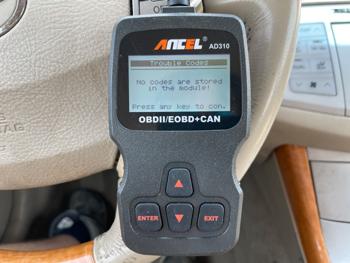 ANCEL
AD310
Trouble Codes
No codes are stored
in the module!
Press any key to con.
OBDII/EOBD+CAN
ENTER
EXIT